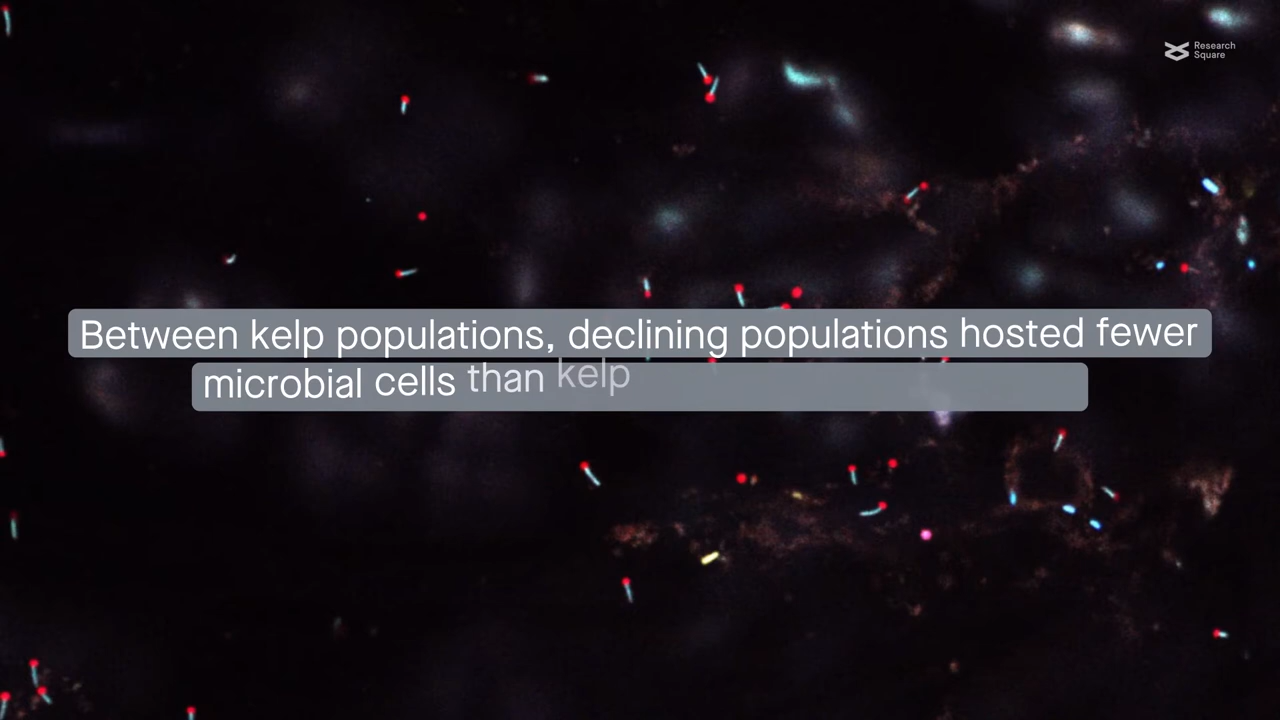 Research
Square
Between kelp populations, declining populations hosted fewer
microbial cells than kelp